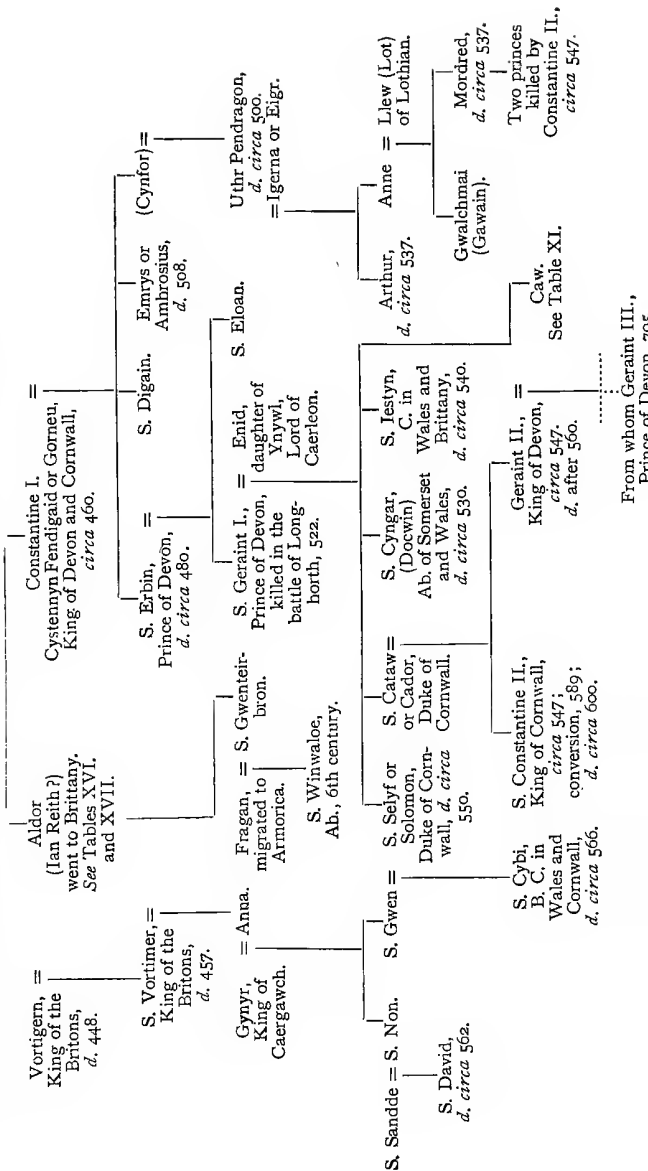 Vortigern,
King of the
Britons,
d. 448.
=
S. Vortimer, =
King of the
Britons,
d. 457.
Gynyr,
King of
Caergawch.
= Anna.
S. Sandde = S. Non.
S. David,
d. circa 562.
S. Gwen =
S. Cybi,
B. C. in
Wales and
Cornwall,
d. circa 566.
Aldor
(Ian Reith?)
went to Brittany.
See Tables XVI.
and XVII.
Fragan, = S. Gwenteir-
migrated to bron.
Armorica.
S. Winwaloe,
Ab., 6th century.
Constantine I. =
Cystennyn Fendigaid or Gorneu,
King of Devon and Cornwall,
circa 460.
S. Erbin, =
Prince of Devon,
d. circa 480.
S. Digain.
Emrys or
Ambrosius,
d. 508.
(Cynfor) =
S. Geraint I., =
Prince of Devon,
killed in the
battle of Long-
borth, 522.
Enid,
daughter of
Ynywl,
Lord of
Caerleon.
S. Eloan.
Uthr Pendragon,
d. circa 500.
= Igerna or Eigr.
S. Selyf or
Solomon,
Duke of Corn-
wall, d. circa
550.
S. Cataw =
or Cador,
Duke of
Cornwall.
S. Cyngar,
(Docwin)
Ab. of Somerset
and Wales,
d. circa 530.
S. Iestyn,
C. in
Wales and
Brittany,
d. circa 540.
Caw.
See Table XI.
Arthur,
d. circa 537.
Anne = Llew (Lot)
of Lothian.
Gwalchmai
(Gawain).
Mordred,
d. circa 537.
Two princes
killed by
Constantine II.,
circa 547.
S. Constantine II.,
King of Cornwall,
circa 547;
conversion, 589;
d. circa 600.
Geraint II., =
King of Devon,
circa 547.
d. after 560.
From whom Geraint III.,
Prince of Devon, 705